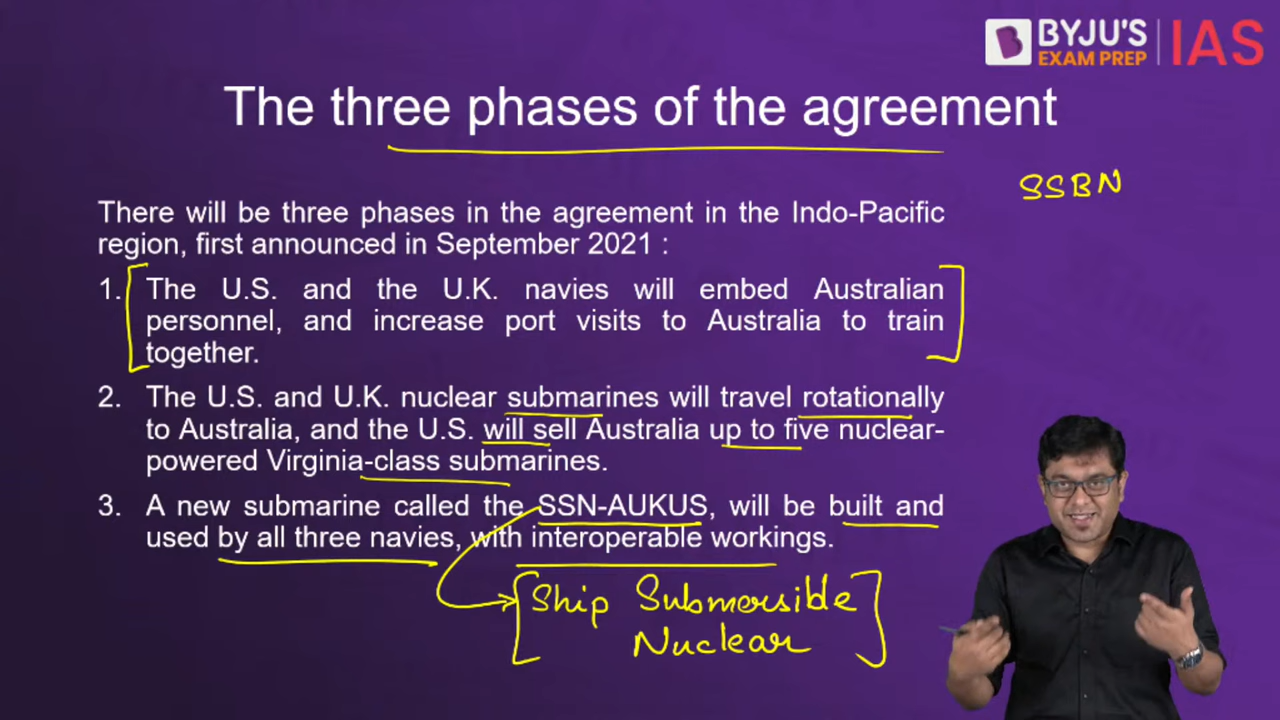 BYJU'S
EXAM PREP
IAS
The three phases of the agreement
SSBN
There will be three phases in the agreement in the Indo-Pacific
region, first announced in September 2021 :
1. The U.S. and the U.K. navies will embed Australian
personnel, and increase port visits to Australia to train
together.
2. The U.S. and U.K. nuclear submarines will travel rotationally
to Australia, and the U.S. will sell Australia up to five nuclear-
powered Virginia-class submarines.
3. A new submarine called the SSN-AUKUS, will be built and
used by all three navies, with interoperable workings.
[Ship Submersible
Nuclear]